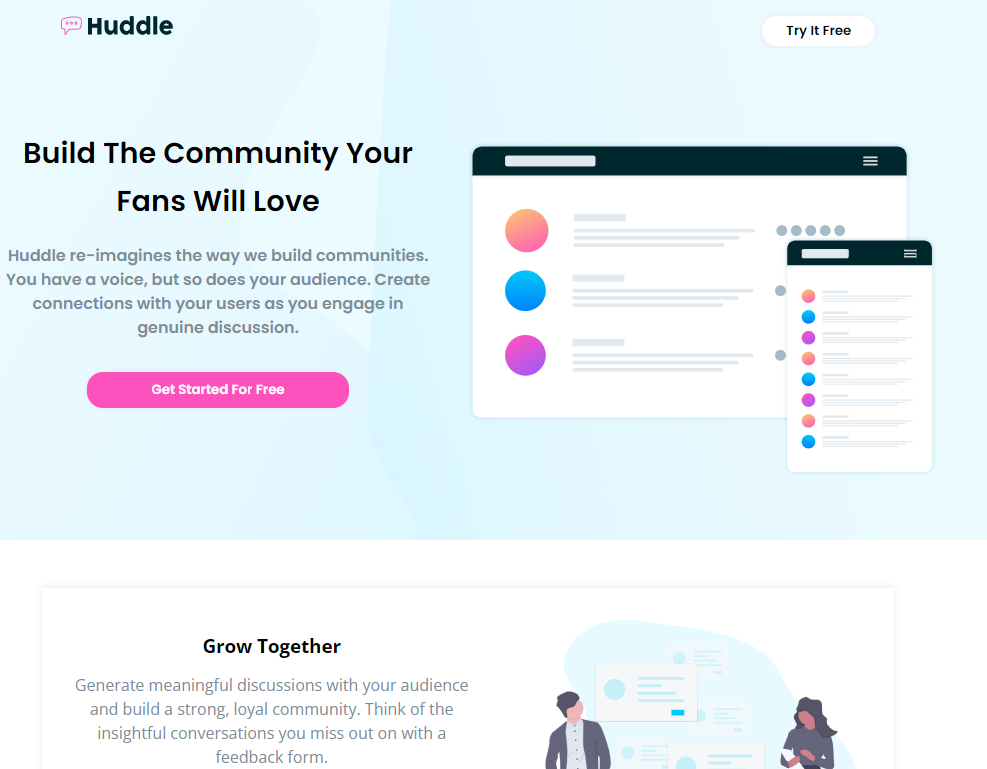 Huddle
Try It Free
Build The Community Your
Fans Will Love
Huddle re-imagines the way we build communities.
You have a voice, but so does your audience. Create
connections with your users as you engage in
genuine discussion.
Get Started For Free
Grow Together
Generate meaningful discussions with your audience
and build a strong, loyal community. Think of the
insightful conversations you miss out on with a
feedback form.